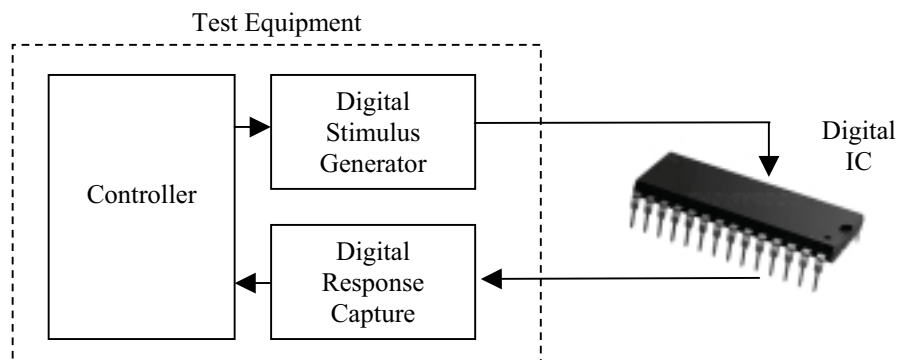 Test Equipment
Digital
Stimulus
Generator
Digital
IC
Controller
Digital
Response
Capture